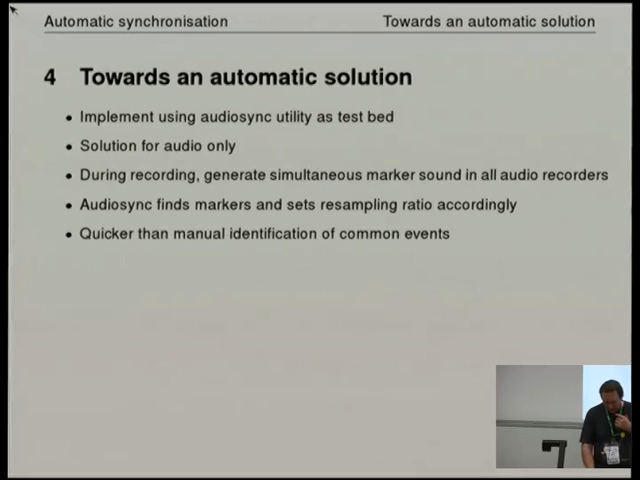 Automatic synchronisation Towards an automatic solution
4 Towards an automatic solution
• Implement using audiosync utility as test bed
• Solution for audio only
• During recording, generate simultaneous marker sound in all audio recorders
• Audiosync finds markers and sets resampling ratio accordingly
• Quicker than manual identification of common events